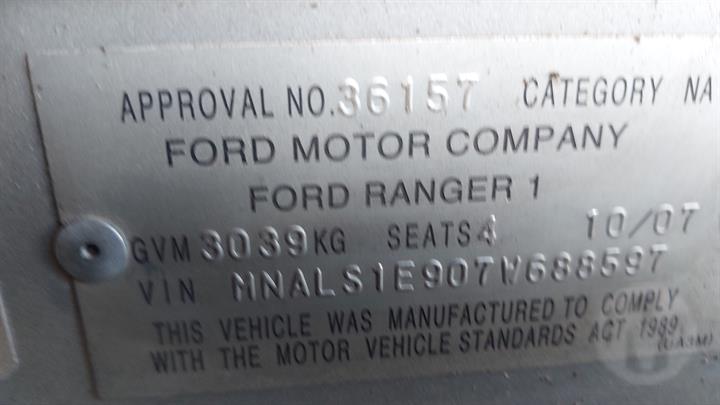 APPROVAL NO.36157 CATEGORY NA
FORD MOTOR COMPANY
FORD RANGER 1
GVM 3039KG SEATS4 10/07
VIN MNALS1E907W688597
THIS VEHICLE WAS MANUFACTURED TO COMPLY
WITH THE MOTOR VEHICLE STANDARDS ACT 1989.
(GA3M)